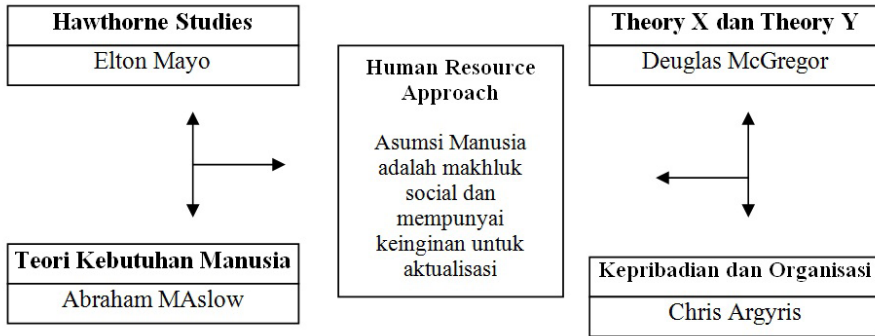 Hawthorne Studies
Elton Mayo
Teori Kebutuhan Manusia
Abraham MAslow
Human Resource
Approach
Asumsi Manusia
adalah makhluk
social dan
mempunyai
keinginan untuk
aktualisasi
Theory X dan Theory Y
Deuglas McGregor
Kepribadian dan Organisasi
Chris Argyris